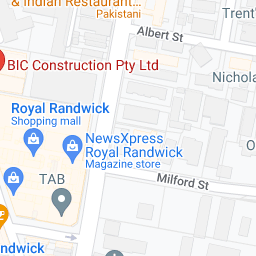 & Indian Restaurant...
Pakistani
Trent'
Albert St
BIC Construction Pty Ltd
Nichola
Royal Randwick
Shopping mall
NewsXpress
Royal Randwick
Magazine store
O
TAB
Milford St
ndwick